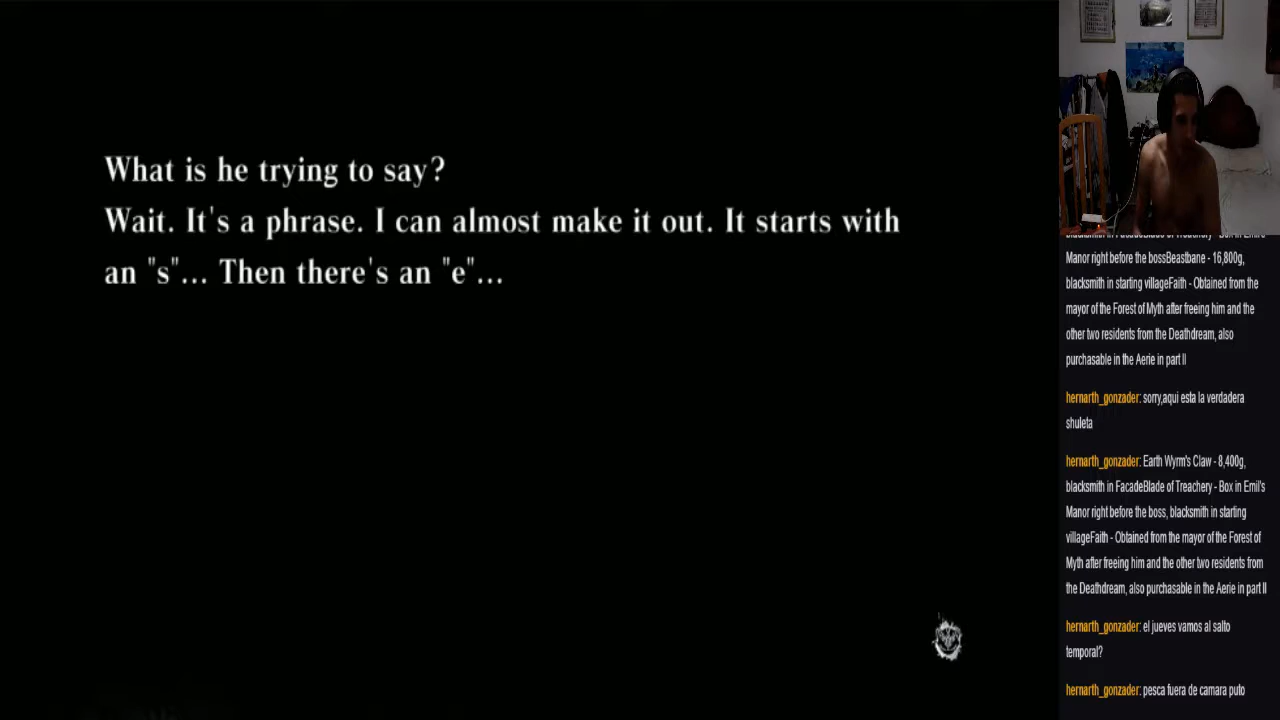 What is he trying to say?
Wait. It's a phrase. I can almost make it out. It starts with
an "s"... Then there's an "e"...
Manor right before the bossBeastbane - 16,800g,
blacksmith in starting villageFaith - Obtained from the
mayor of the Forest of Myth after freeing him and the
other two residents from the Deathdream, also
purchasable in the Aerie in part II
hernarth_gonzader: sorry,aqui esta la verdadera
shuleta
hernarth_gonzader: Earth Wyrm's Claw - 8,400g,
blacksmith in FacadeBlade of Treachery - Box in Emil's
Manor right before the boss, blacksmith in starting
villageFaith - Obtained from the mayor of the Forest of
Myth after freeing him and the other two residents from
the Deathdream, also purchasable in the Aerie in part II
hernarth_gonzader: el jueves vamos al salto
temporal?
hernarth_gonzader: pesca fuera de camara puto